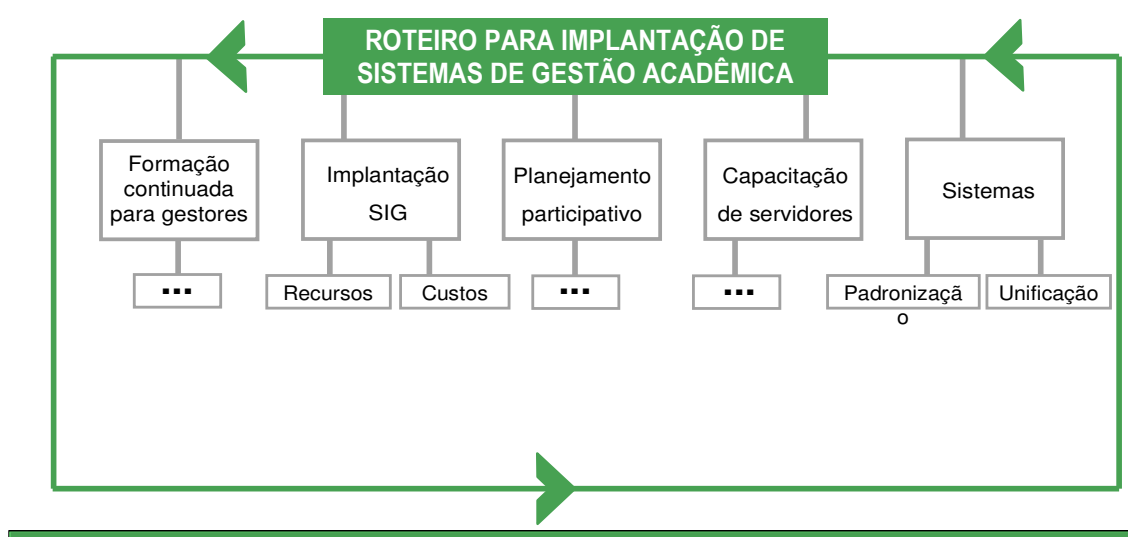 ROTEIRO PARA IMPLANTAÇÃO DE
SISTEMAS DE GESTÃO ACADÊMICA
Formação
continuada
para gestores
Implantação
SIG
Planejamento
participativo
Capacitação
de servidores
Sistemas
...
Recursos
Custos
...
...
Padronizaçã
o
Unificação